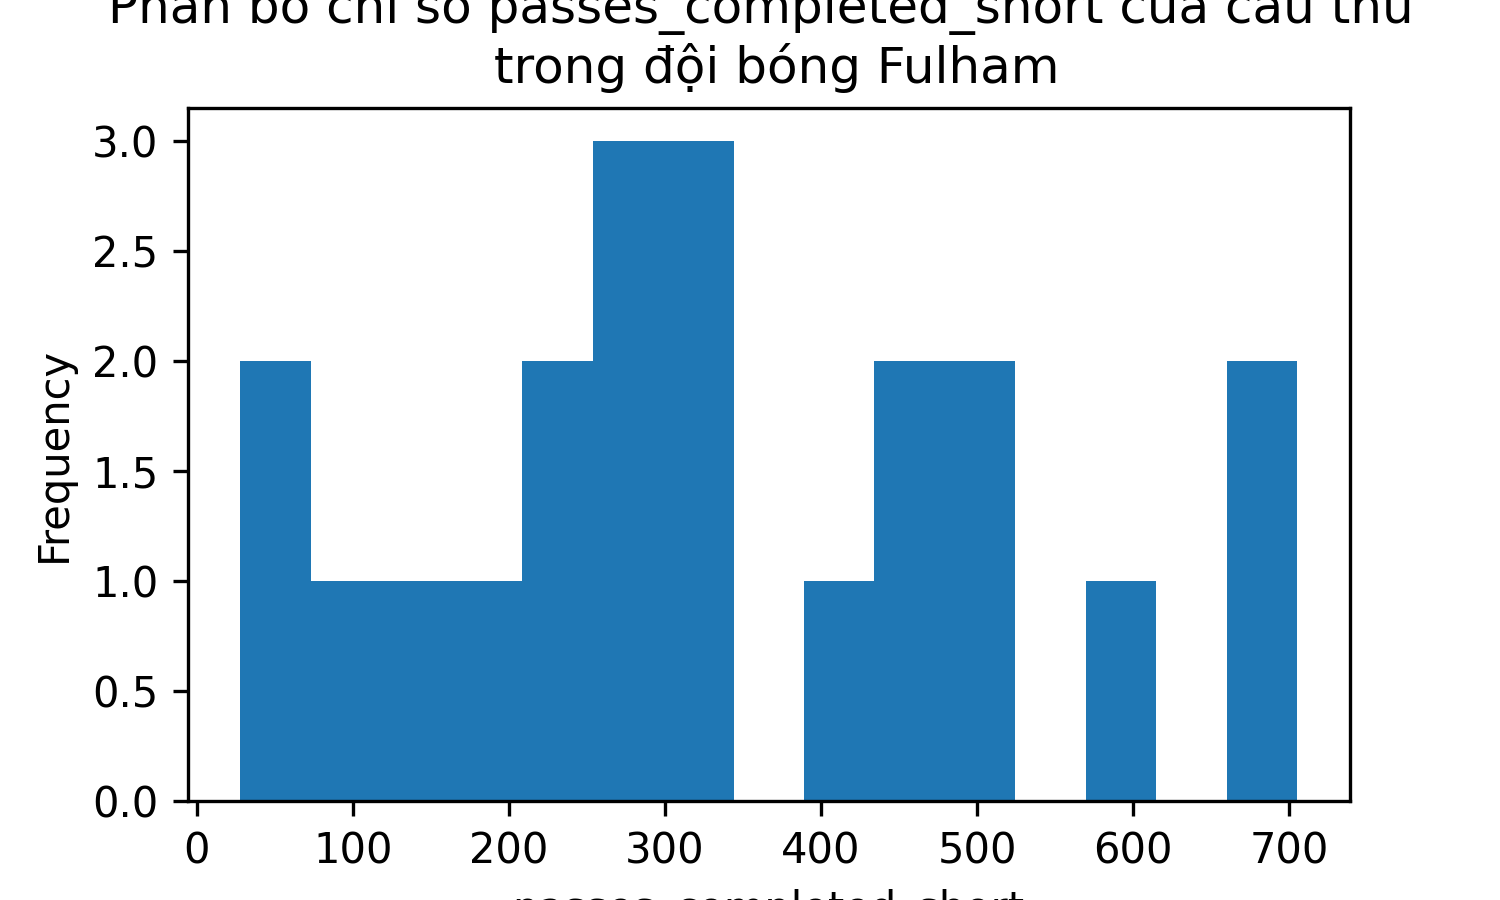 Phân bố chỉ số passes_completed_short của cầu thủ
trong đội bóng Fulham
3.0
2.5
2.0
1.5
1.0
0.5
0.0
Frequency
0 100 200 300 400 500 600 700
passes_completed_short